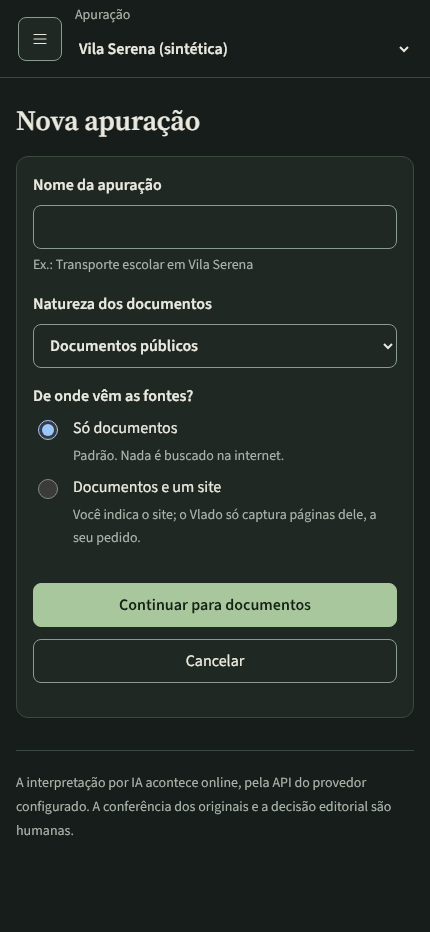 Apuração
Vila Serena (sintética)
Nova apuração
Nome da apuração
Ex.: Transporte escolar em Vila Serena
Natureza dos documentos
Documentos públicos
De onde vêm as fontes?
Só documentos
Padrão. Nada é buscado na internet.
Documentos e um site
Você indica o site; o Vlado só captura páginas dele, a
seu pedido.
Continuar para documentos
Cancelar
A interpretação por IA acontece online, pela API do provedor
configurado. A conferência dos originais e a decisão editorial são
humanas.